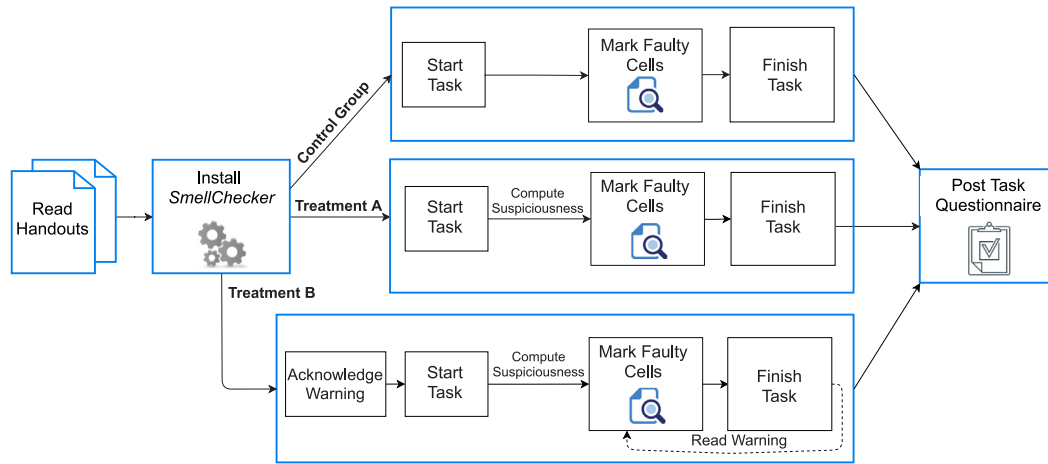 Read
Handouts
Install
SmellChecker
Control Group
Treatment A
Treatment B
Start
Task
Mark Faulty
Cells
Finish
Task
Start
Task
Compute
Suspiciousness
Mark Faulty
Cells
Finish
Task
Acknowledge
Warning
Start
Task
Compute
Suspiciousness
Mark Faulty
Cells
Finish
Task
Read Warning
Post Task
Questionnaire